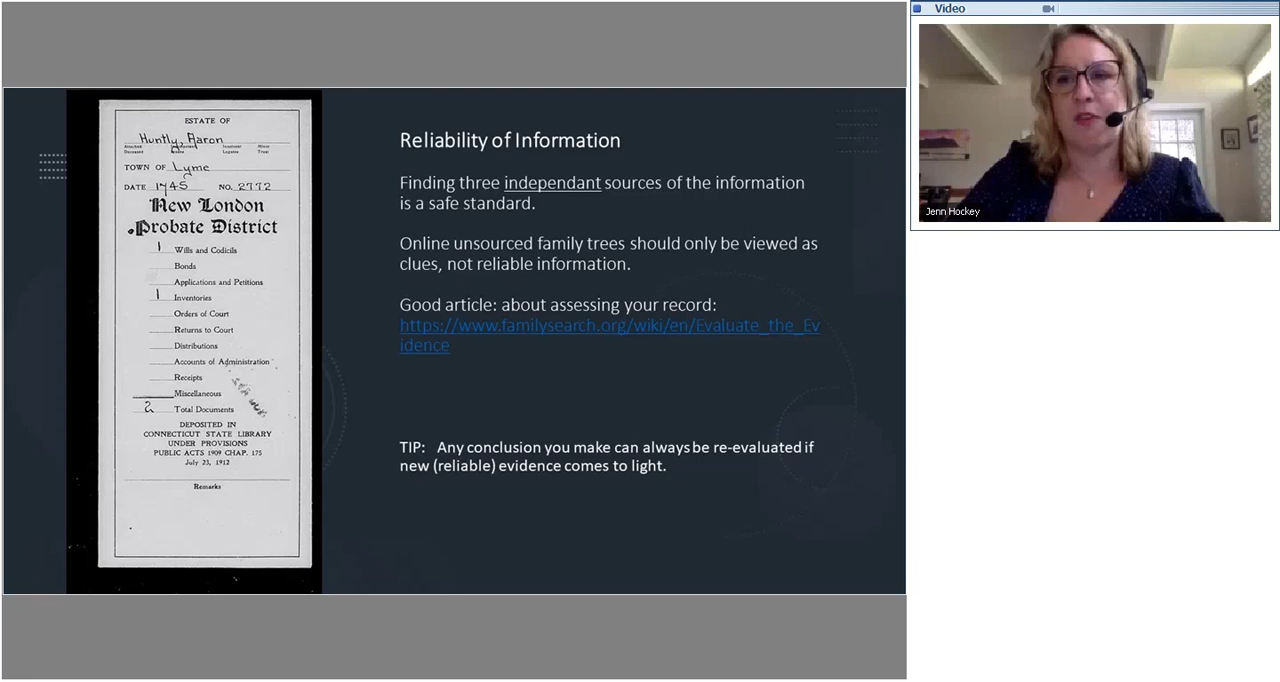 ESTATE OF
Huntly, Aaron
TOWN OF Lyme
DATE 1745 NO. 2772
New London
Probate District
1 Wills and Codicils
Bonds
Applications and Petitions
1 Inventories
Orders of Court
Returns to Court
Distributions
Accounts of Administration
Receipts
Miscellaneous
2 Total Documents
DEPOSITED IN
CONNECTICUT STATE LIBRARY
UNDER PROVISIONS
PUBLIC ACTS 1909 CHAP. 175
July 23, 1912
Remarks
Reliability of Information
Finding three independant sources of the information
is a safe standard.
Online unsourced family trees should only be viewed as
clues, not reliable information.
Good article: about assessing your record:
https://www.familysearch.org/wiki/en/Evaluate_the_Ev
idence
TIP: Any conclusion you make can always be re-evaluated if
new (reliable) evidence comes to light.
Video
Jenn Hockey